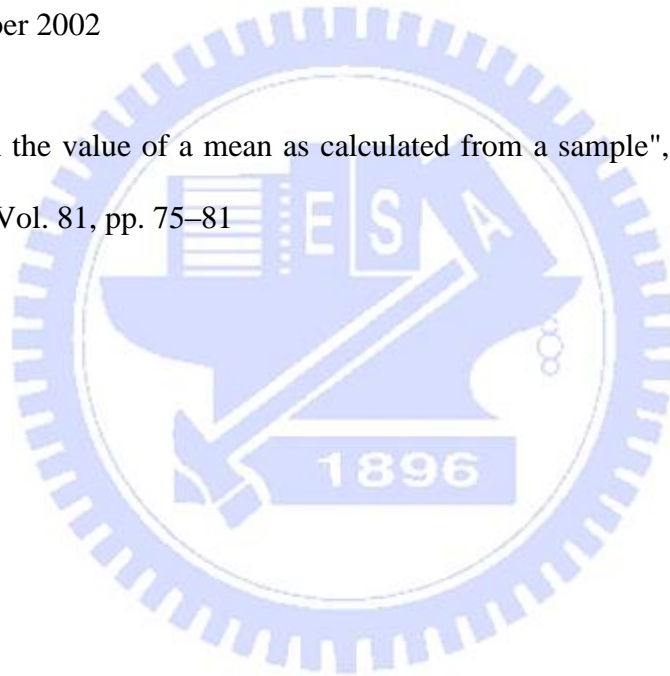 ber 2002
the value of a mean as calculated from a sample",
Vol. 81, pp. 75–81
E S A
1896